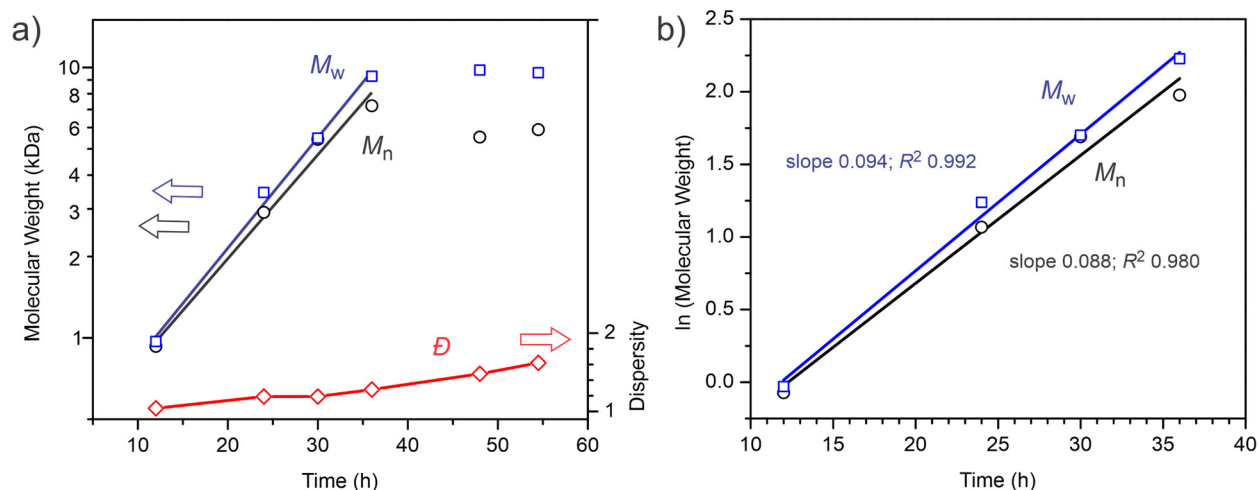 a)
Molecular Weight (kDa)
10
8
6
4
3
2
1
Mw
Mn
Đ
2
1
Dispersity
10 20 30 40 50 60
Time (h)
b)
ln (Molecular Weight)
2.5
2.0
1.5
1.0
0.5
0.0
Mw
slope 0.094; R² 0.992
Mn
slope 0.088; R² 0.980
10 15 20 25 30 35 40
Time (h)